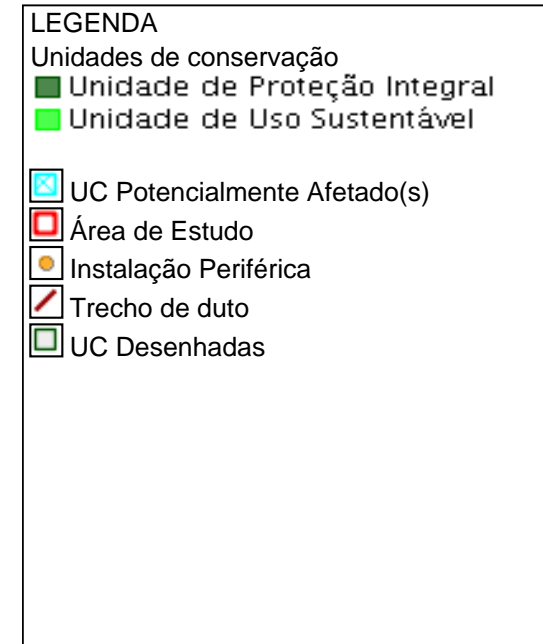 LEGENDA
Unidades de conservação
Unidade de Proteção Integral
Unidade de Uso Sustentável
UC Potencialmente Afetado(s)
Área de Estudo
Instalação Periférica
Trecho de duto
UC Desenhadas